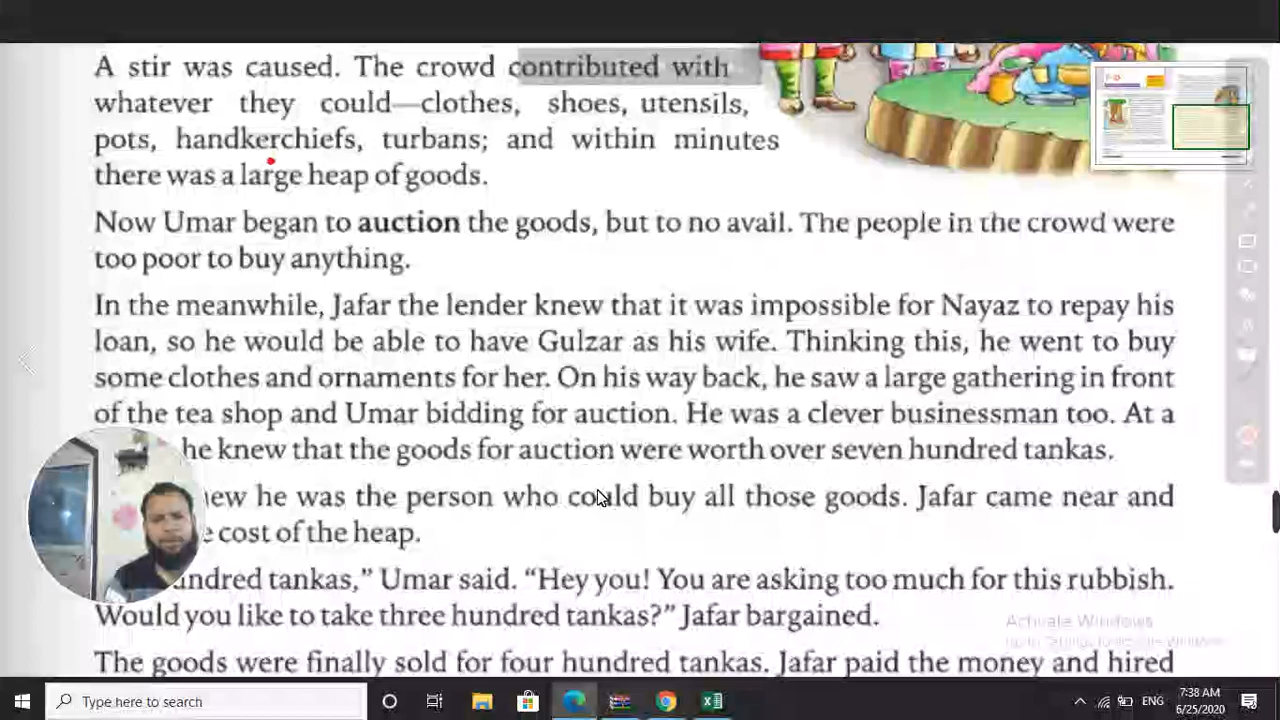 A stir was caused. The crowd contributed with
whatever they could—clothes, shoes, utensils,
pots, handkerchiefs, turbans; and within minutes
there was a large heap of goods.
Now Umar began to auction the goods, but to no avail. The people in the crowd were
too poor to buy anything.
In the meanwhile, Jafar the lender knew that it was impossible for Nayaz to repay his
loan, so he would be able to have Gulzar as his wife. Thinking this, he went to buy
some clothes and ornaments for her. On his way back, he saw a large gathering in front
of the tea shop and Umar bidding for auction. He was a clever businessman too. At a
he knew that the goods for auction were worth over seven hundred tankas.
he was the person who could buy all those goods. Jafar came near and
cost of the heap.
tankas,” Umar said. “Hey you! You are asking too much for this rubbish.
Would you like to take three hundred tankas?” Jafar bargained.
Activate Windows
The goods were finally sold for four hundred tankas. Jafar paid the money and hired
Type here to search
ENG
7:38 AM
6/25/2020